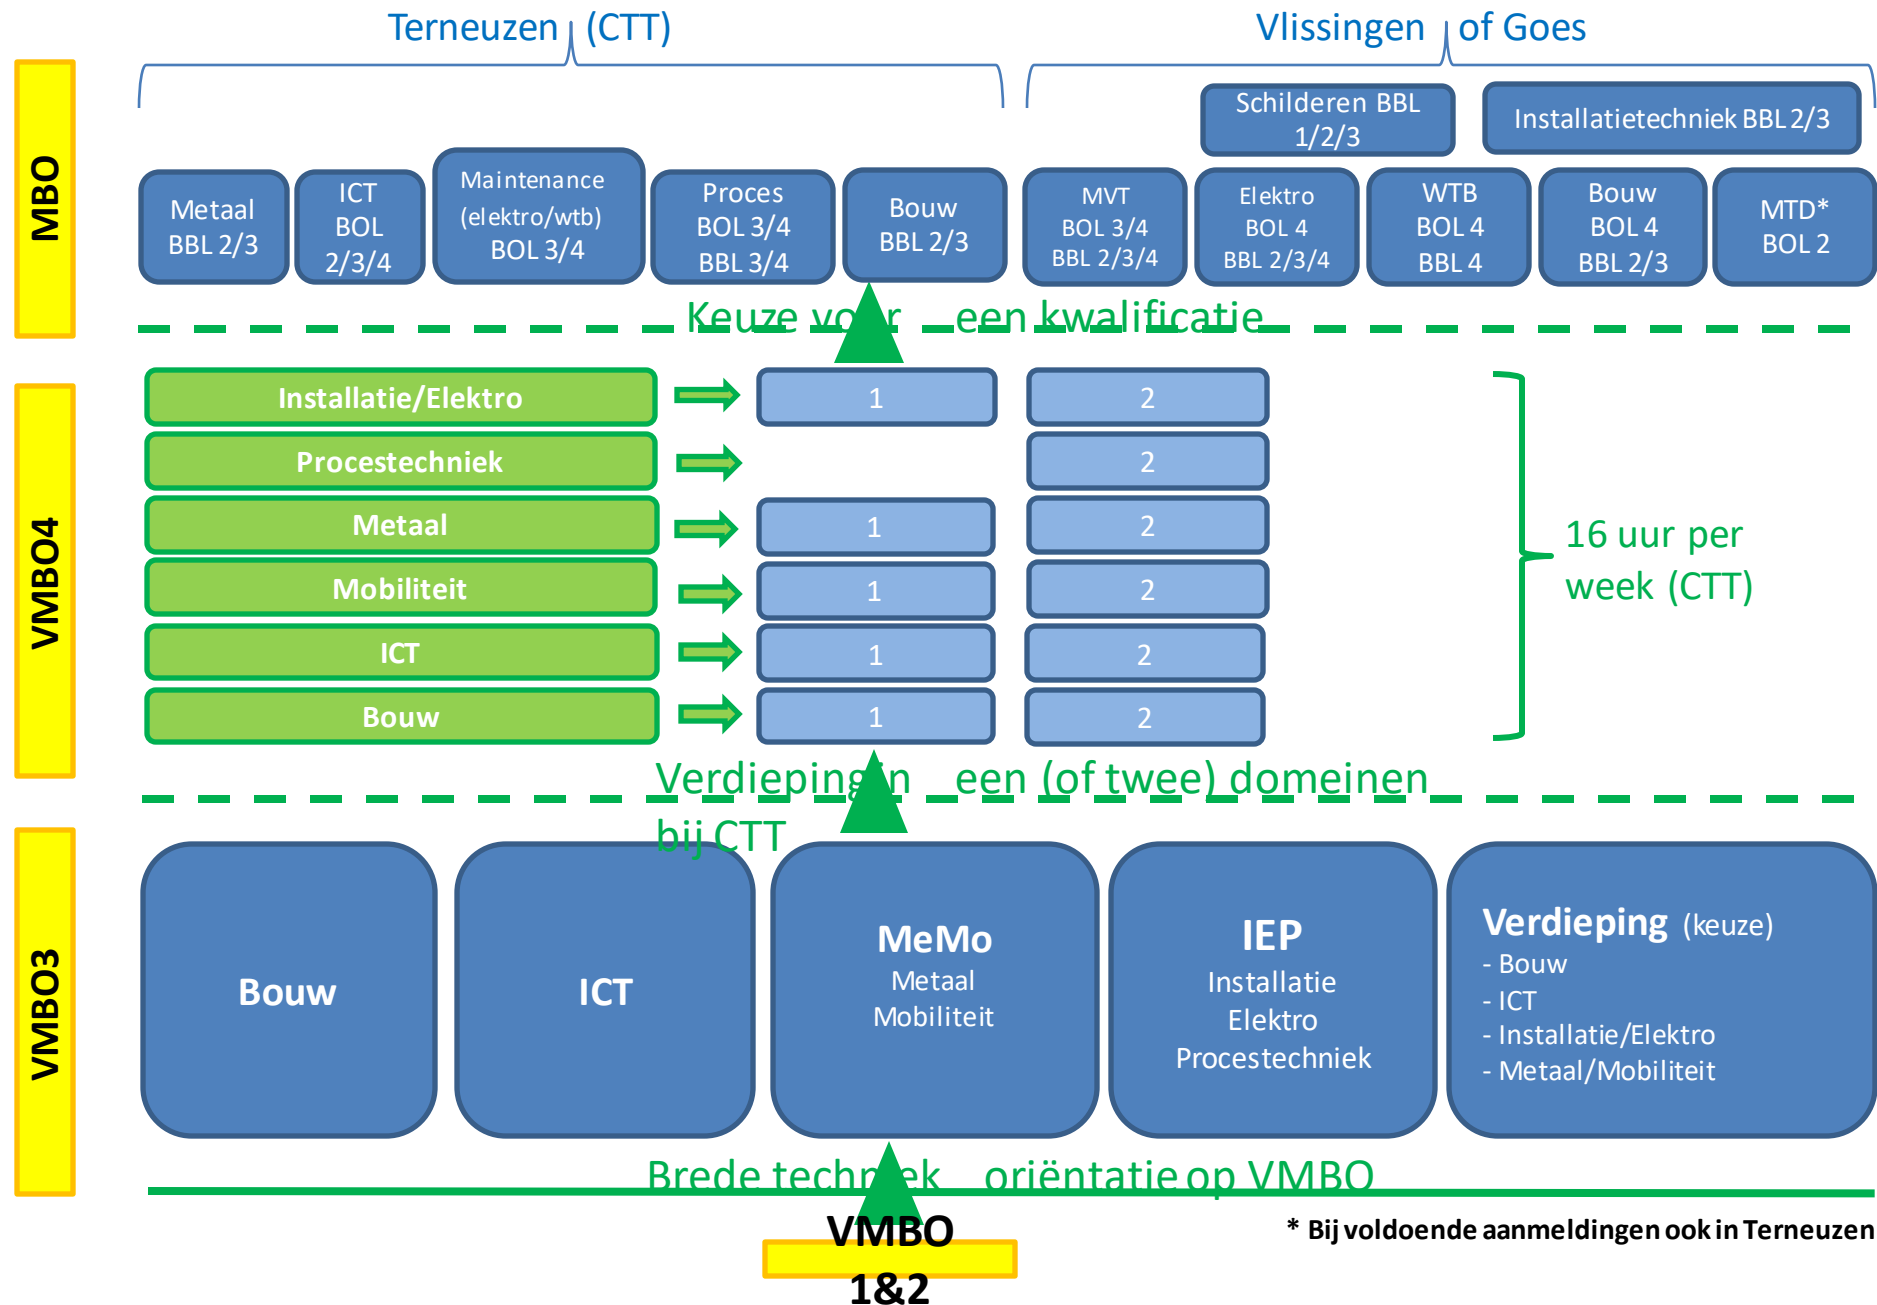 Terneuzen (CTT)
Vlissingen of Goes
MBO
Schilderen BBL
1/2/3
Installatietechniek BBL 2/3
Metaal
BBL 2/3
ICT
BOL
2/3/4
Maintenance
(elektro/wtb)
BOL 3/4
Proces
BOL 3/4
BBL 3/4
Bouw
BBL 2/3
MVT
BOL 3/4
BBL 2/3/4
Elektro
BOL 4
BBL 2/3/4
WTB
BOL 4
BBL 4
Bouw
BOL 4
BBL 2/3
MTD*
BOL 2
Keuze voor een kwalificatie
VMBO4
Installatie/Elektro
1
2
Procestechniek
2
Metaal
1
2
Mobiliteit
1
2
ICT
1
2
Bouw
1
2
16 uur per
week (CTT)
Verdieping in een (of twee) domeinen
bij CTT
VMBO3
Bouw
ICT
MeMo
Metaal
Mobiliteit
IEP
Installatie
Elektro
Procestechniek
Verdieping (keuze)
- Bouw
- ICT
- Installatie/Elektro
- Metaal/Mobiliteit
Brede techniek oriëntatie op VMBO
VMBO
1&2
* Bij voldoende aanmeldingen ook in Terneuzen